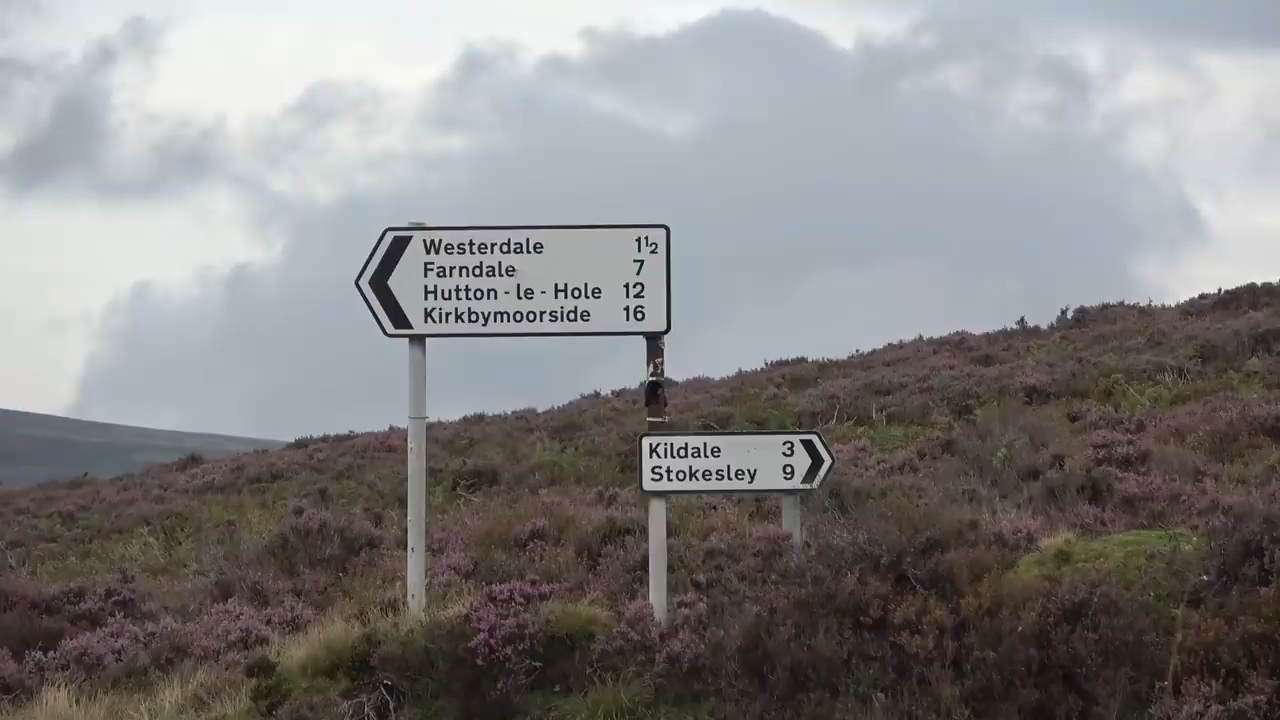 Westerdale 1½
Farndale 7
Hutton - le - Hole 12
Kirkbymoorside 16
Kildale 3
Stokesley 9